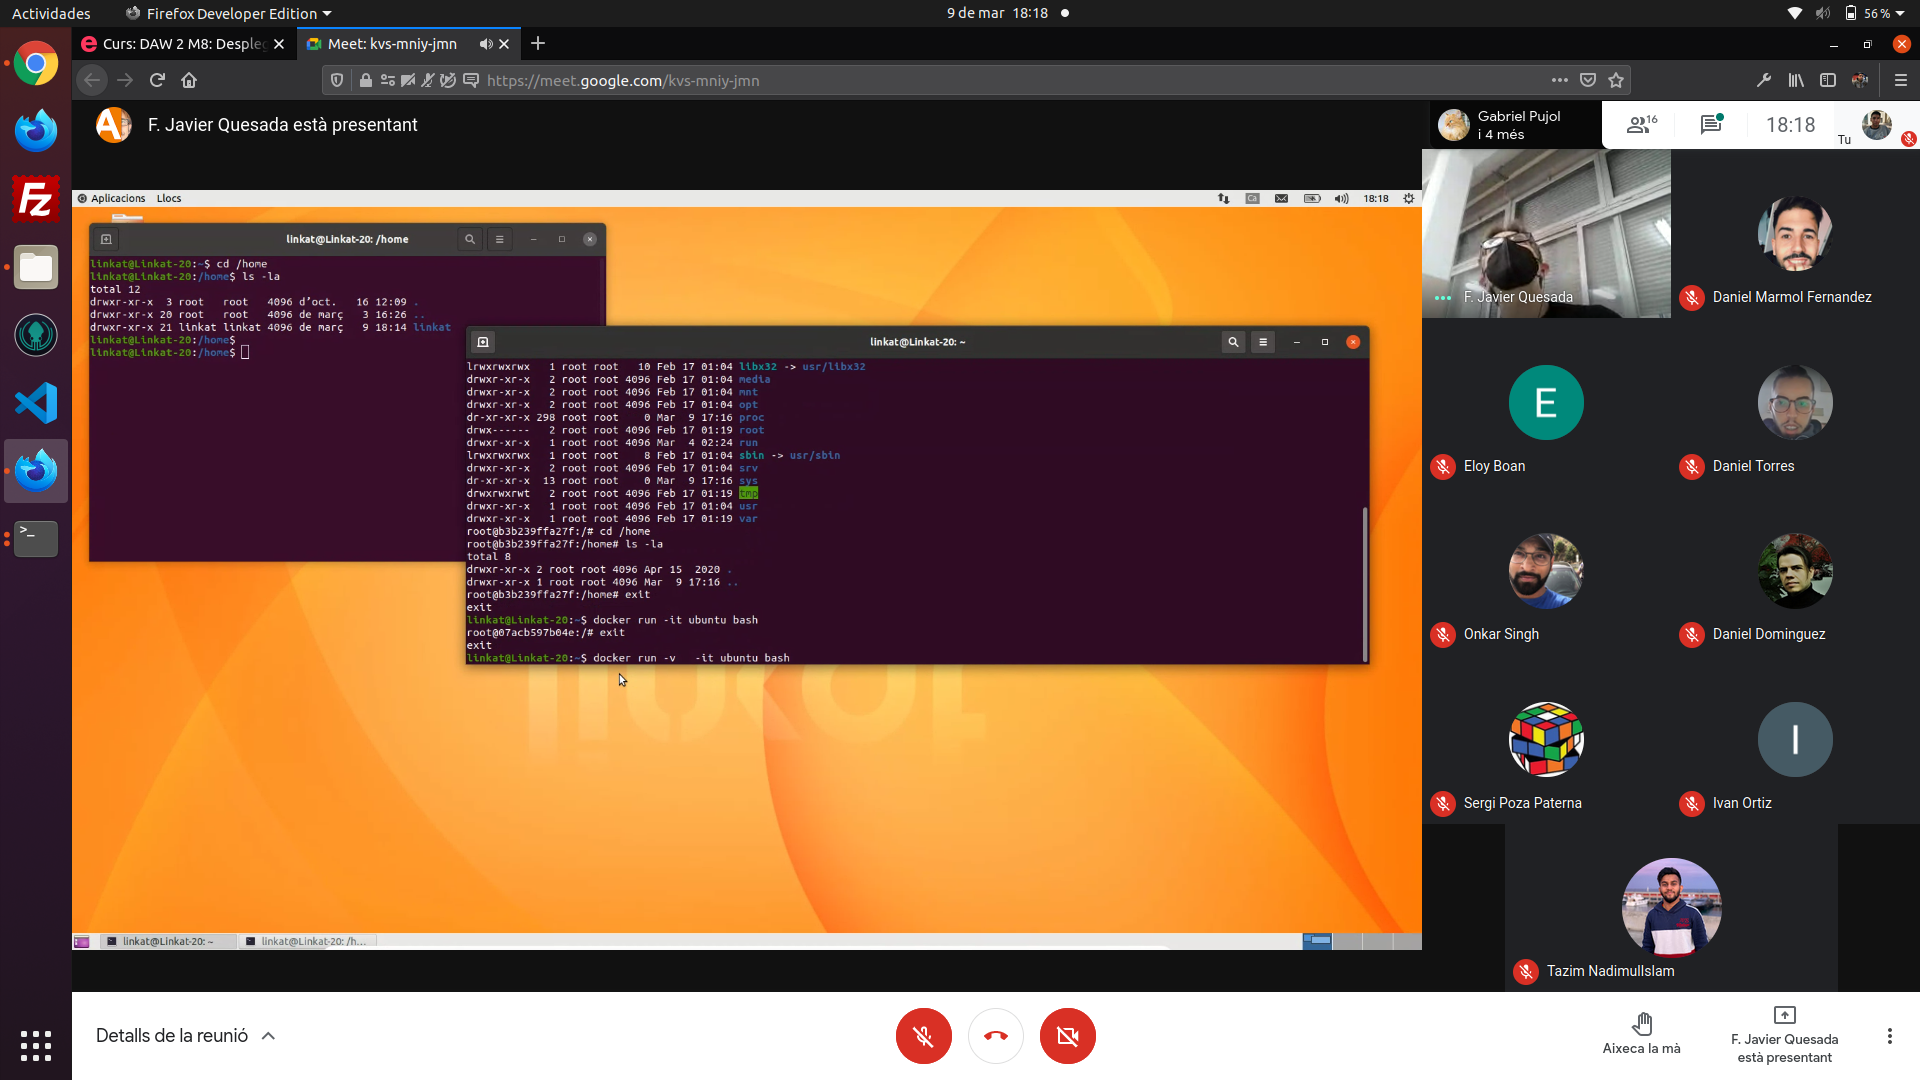 Actividades
Firefox Developer Edition
9 de mar 18:18
56 %
Curs: DAW 2 M8: Desple
Meet: kvs-mniy-jmn
https://meet.google.com/kvs-mniy-jmn
F. Javier Quesada està presentant
Gabriel Pujol
i 4 més
16
18:18
Tu
Aplicacions Llocs
Ca
18:18
linkat@Linkat-20: /home
linkat@Linkat-20:~$ cd /home
linkat@Linkat-20:/home$ ls -la
total 12
drwxr-xr-x  3 root   root   4096 d’oct.   16 12:09 .
drwxr-xr-x 20 root   root   4096 de març   3 16:26 ..
drwxr-xr-x 21 linkat linkat 4096 de març   9 18:14 linkat
linkat@Linkat-20:/home$
linkat@Linkat-20:/home$
linkat@Linkat-20: ~
lrwxrwxrwx   1 root root   10 Feb 17 01:04 libx32 -> usr/libx32
drwxr-xr-x   2 root root 4096 Feb 17 01:04 media
drwxr-xr-x   2 root root 4096 Feb 17 01:04 mnt
drwxr-xr-x   2 root root 4096 Feb 17 01:04 opt
dr-xr-xr-x 298 root root    0 Mar  9 17:16 proc
drwx------   2 root root 4096 Feb 17 01:19 root
drwxr-xr-x   1 root root 4096 Mar  4 02:24 run
lrwxrwxrwx   1 root root    8 Feb 17 01:04 sbin -> usr/sbin
drwxr-xr-x   2 root root 4096 Feb 17 01:04 srv
dr-xr-xr-x  13 root root    0 Mar  9 17:16 sys
drwxrwxrwt   2 root root 4096 Feb 17 01:19 tmp
drwxr-xr-x   1 root root 4096 Feb 17 01:04 usr
drwxr-xr-x   1 root root 4096 Feb 17 01:19 var
root@b3b239ffa27f:/# cd /home
root@b3b239ffa27f:/home# ls -la
total 8
drwxr-xr-x 2 root root 4096 Apr 15  2020 .
drwxr-xr-x 1 root root 4096 Mar  9 17:16 ..
root@b3b239ffa27f:/home# exit
exit
linkat@Linkat-20:~$ docker run -it ubuntu bash
root@07acb597b04e:/# exit
exit
linkat@Linkat-20:~$ docker run -v   -it ubuntu bash
linkat
linkat@Linkat-20: ~
linkat@Linkat-20: /h...
F. Javier Quesada
Daniel Marmol Fernandez
E
Eloy Boan
Daniel Torres
Onkar Singh
Daniel Dominguez
Sergi Poza Paterna
I
Ivan Ortiz
Tazim NadimulIslam
Detalls de la reunió
Aixeca la mà
F. Javier Quesada
està presentant